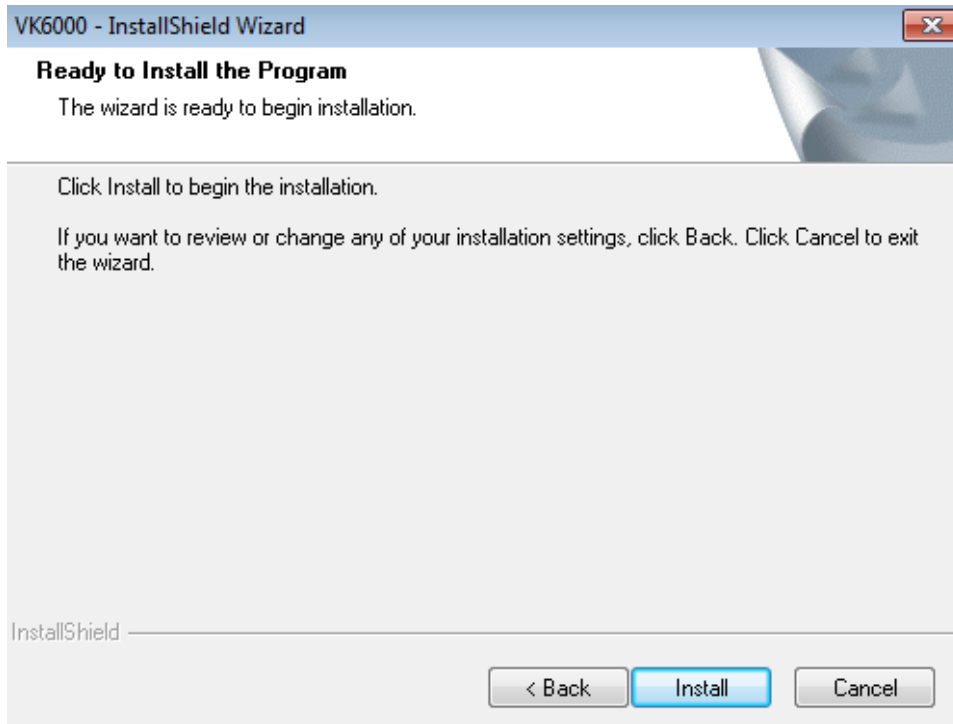 VK6000 - InstallShield Wizard
Ready to Install the Program
The wizard is ready to begin installation.
Click Install to begin the installation.
If you want to review or change any of your installation settings, click Back. Click Cancel to exit
the wizard.
InstallShield
< Back Install Cancel